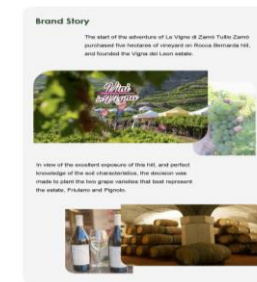 Brand Story
The start of the adventure of Le Vigne di Zamò Tullio Zamò
purchased five hectares of vineyard on Rocca Bernarda hill,
and founded the Vigne del Leon estate.
In view of the excellent exposure of this hill, and perfect
knowledge of the soil characteristics, the decision was
made to plant the two grape varieties that best represent
the estate, Friulano and Pignolo.